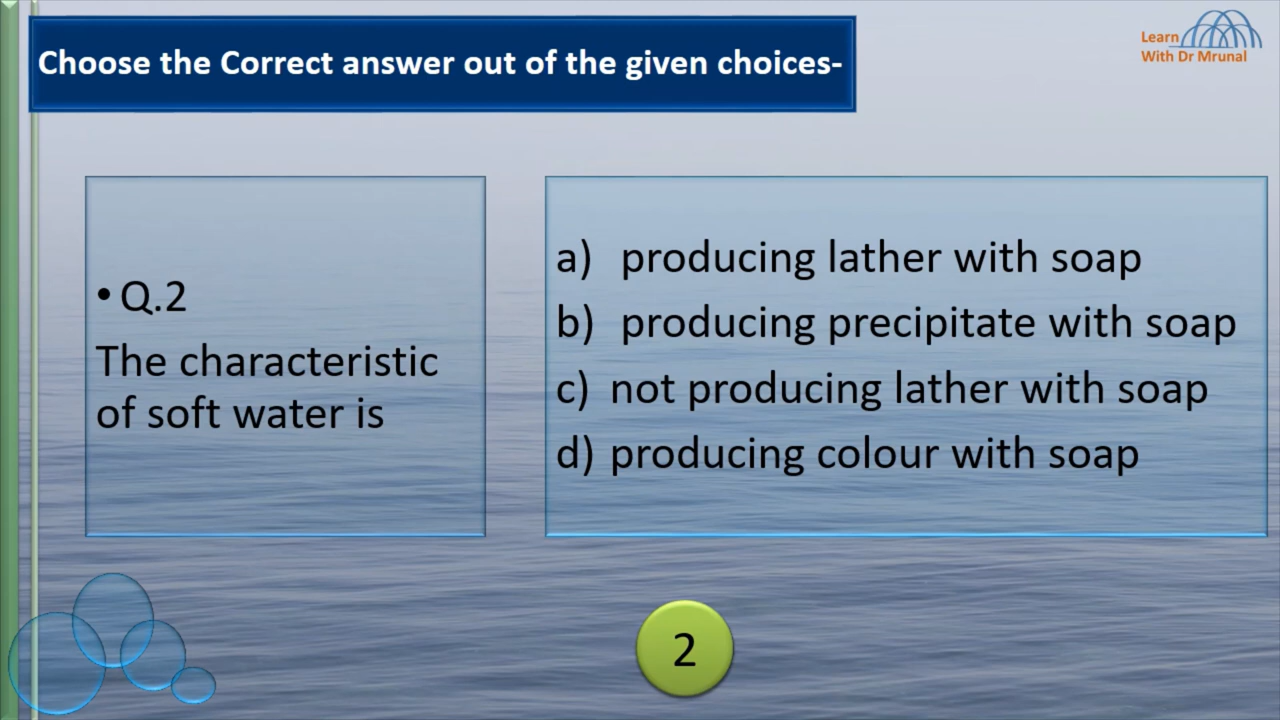 Choose the Correct answer out of the given choices-
Learn
With Dr Mrunal
• Q.2
The characteristic
of soft water is
a) producing lather with soap
b) producing precipitate with soap
c) not producing lather with soap
d) producing colour with soap
2